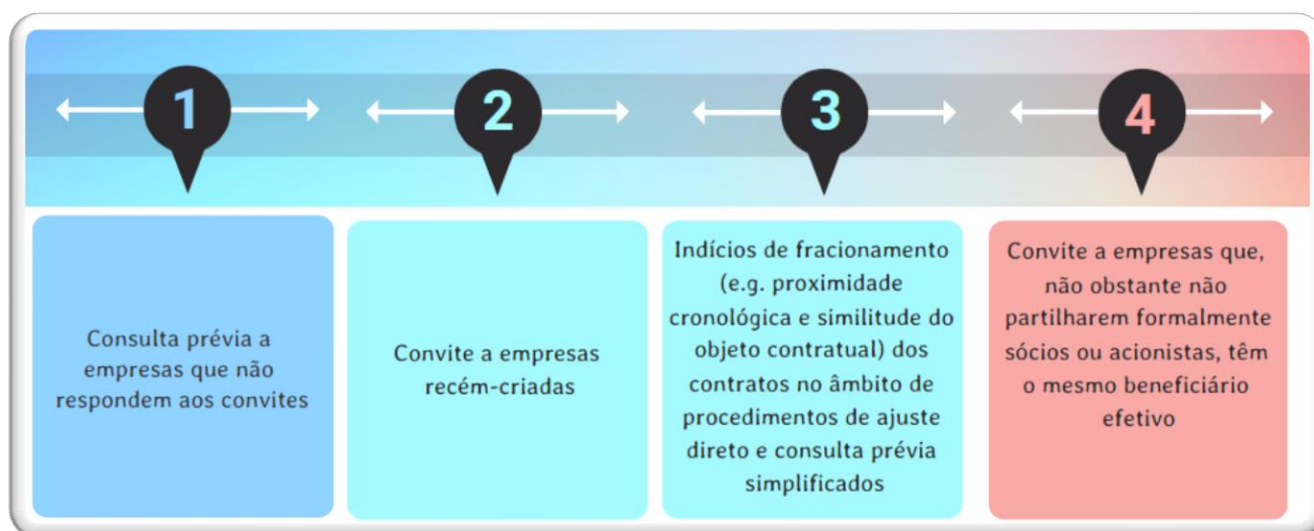 1
2
3
4
Consulta prévia a
empresas que não
respondem aos convites
Convite a empresas
recém-criadas
Indícios de fracionamento
(e.g. proximidade
cronológica e similitude do
objeto contratual) dos
contratos no âmbito de
procedimentos de ajuste
direto e consulta prévia
simplificados
Convite a empresas que,
não obstante não
partilharem formalmente
sócios ou acionistas, têm
o mesmo beneficiário
efetivo